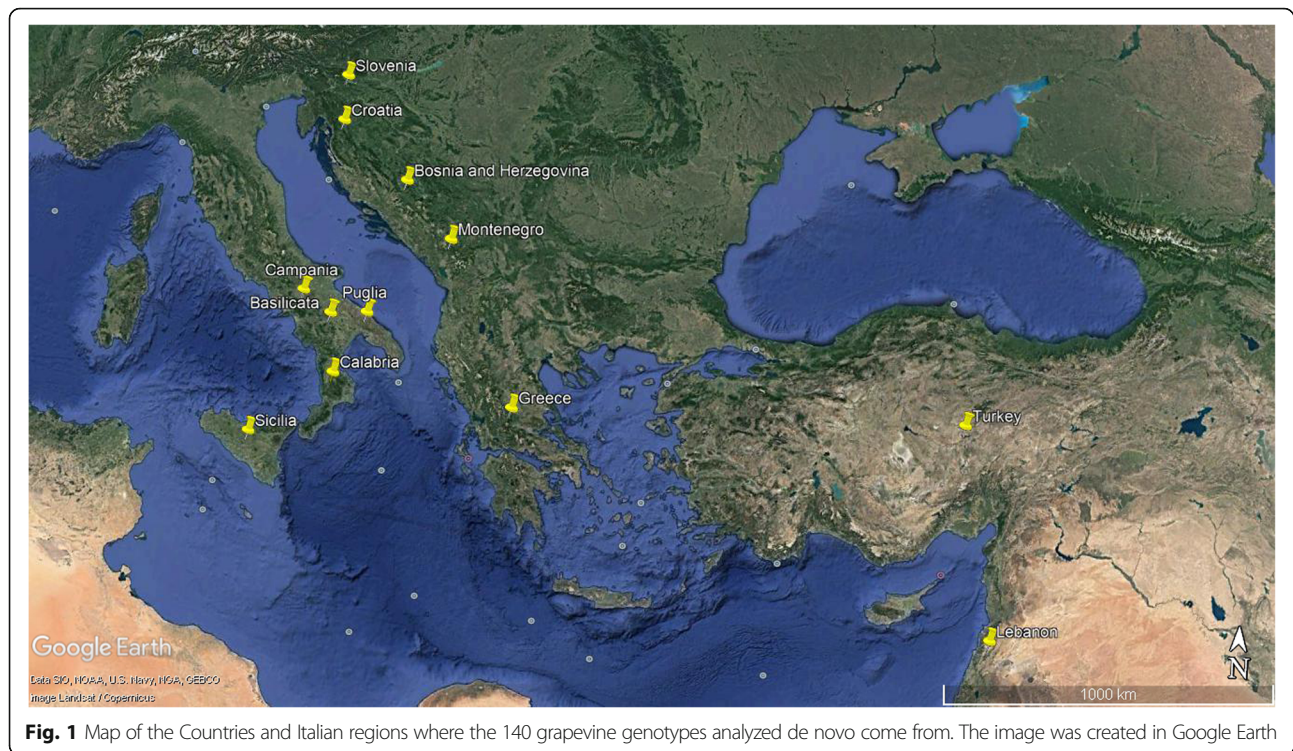 Slovenia
Croatia
Bosnia and Herzegovina
Montenegro
Campania
Basilicata
Puglia
Calabria
Greece
Sicilia
Turkey
Lebanon
N
Google Earth
Data SIO, NOAA, U.S. Navy, NGA, GEBCO
Image Landsat / Copernicus
1000 km
Fig. 1 Map of the Countries and Italian regions where the 140 grapevine genotypes analyzed de novo come from. The image was created in Google Earth